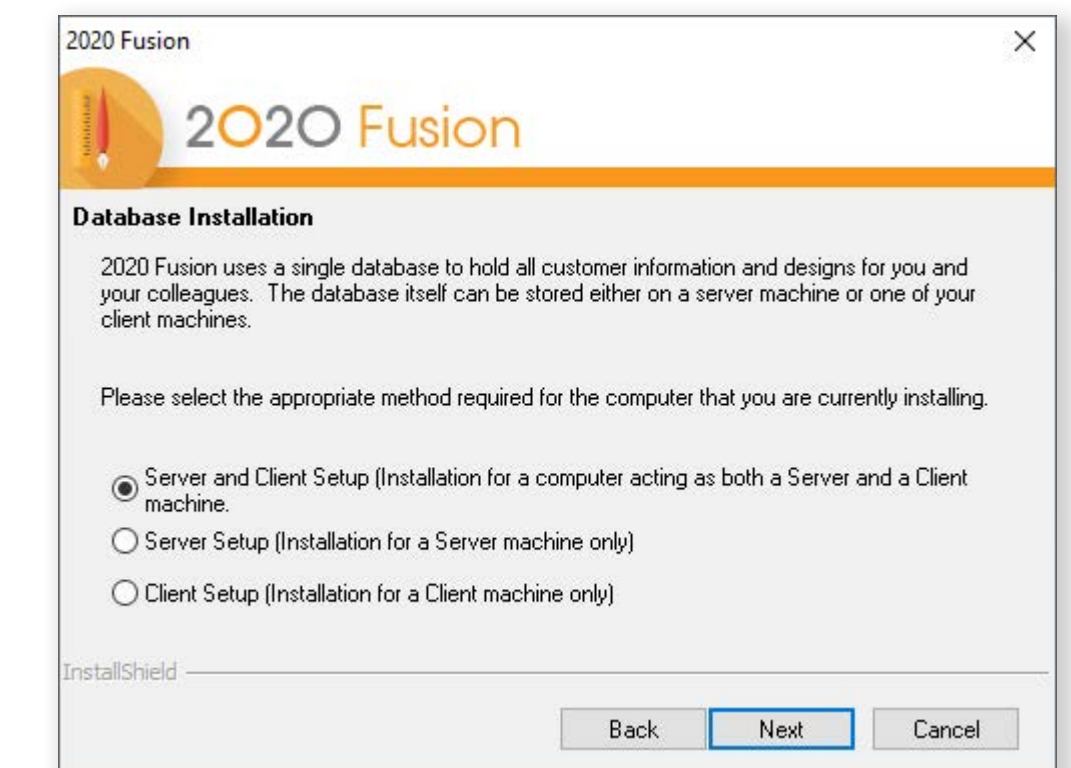 2020 Fusion
2020 Fusion
Database Installation
2020 Fusion uses a single database to hold all customer information and designs for you and
your colleagues.  The database itself can be stored either on a server machine or one of your
client machines.
Please select the appropriate method required for the computer that you are currently installing.
Server and Client Setup (Installation for a computer acting as both a Server and a Client
machine.
Server Setup (Installation for a Server machine only)
Client Setup (Installation for a Client machine only)
InstallShield
Back Next Cancel